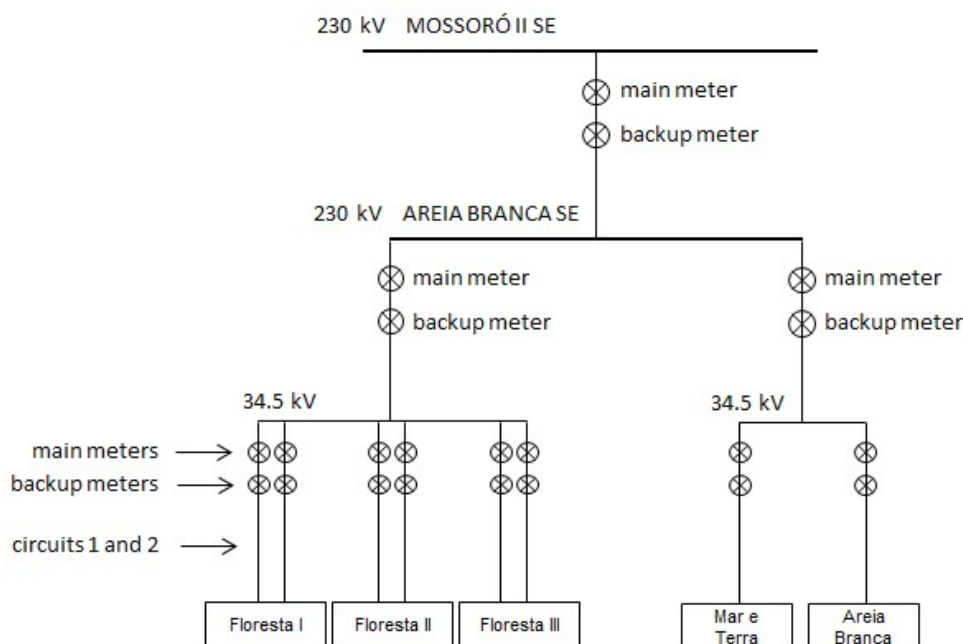 230 kV MOSSORÓ II SE
main meter
backup meter
230 kV AREIA BRANCA SE
main meter
backup meter
main meter
backup meter
34.5 kV
34.5 kV
main meters
backup meters
circuits 1 and 2
Floresta I
Floresta II
Floresta III
Mar e
Terra
Areia
Branca